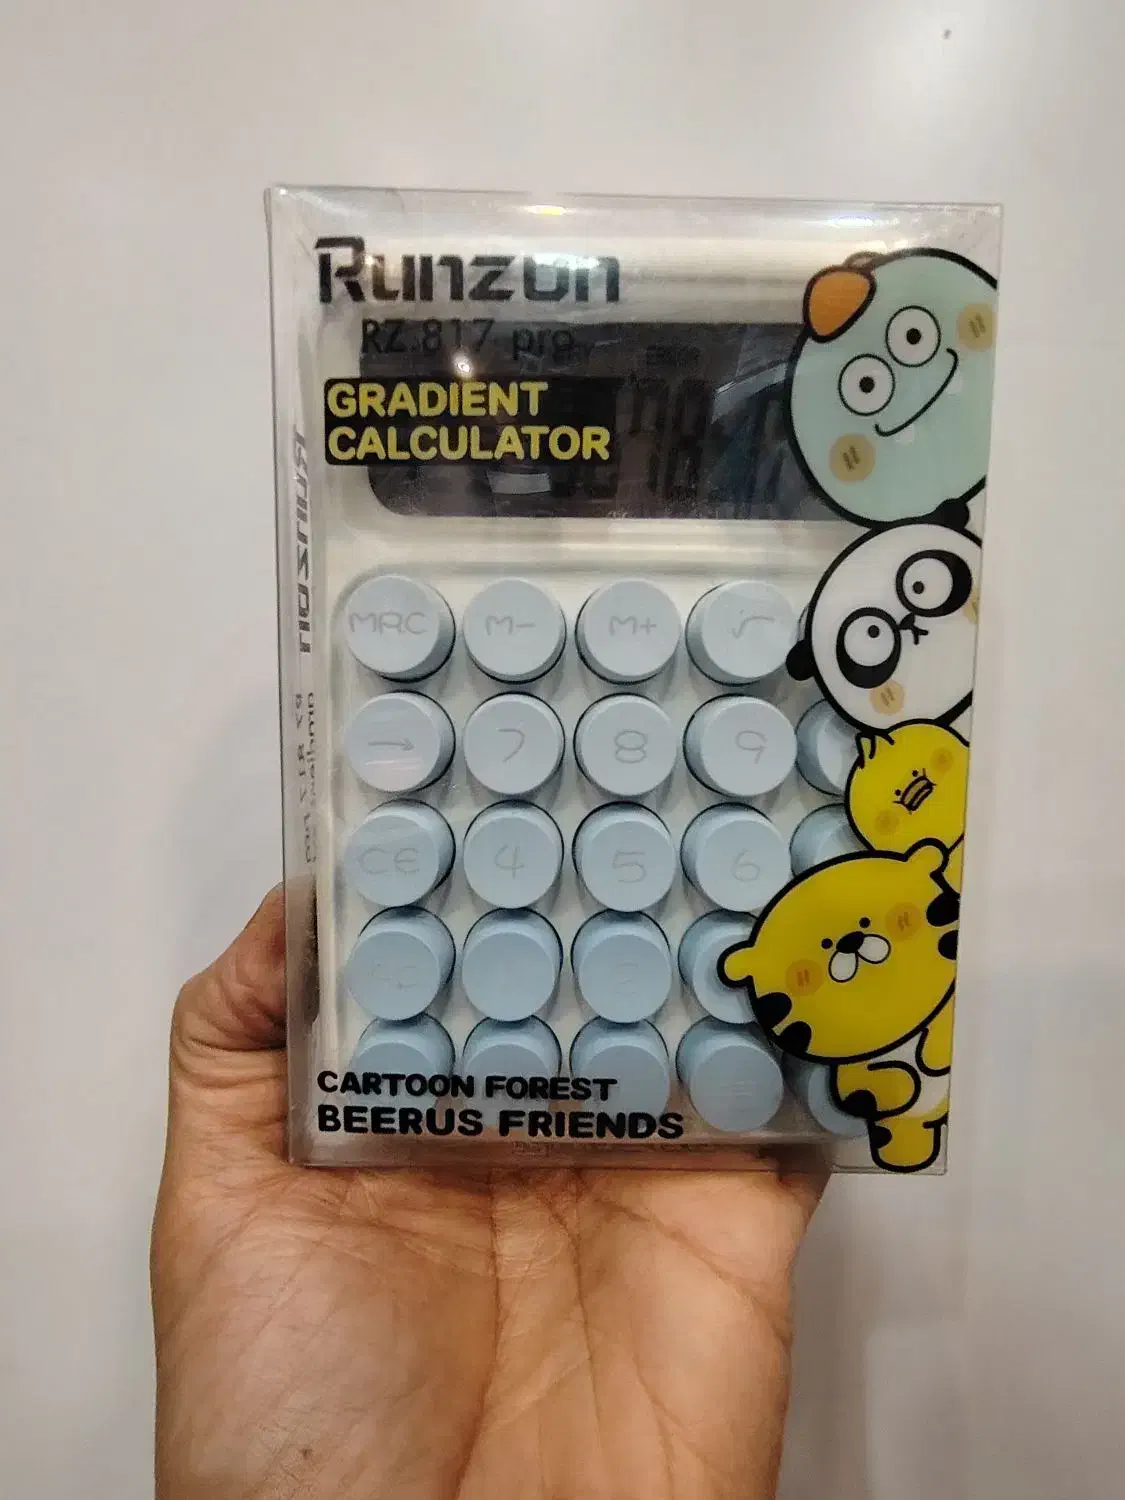 Runzon
RZ.817 pro
GRADIENT
CALCULATOR
MRC M- M+ √
→ 7 8 9
CE 4 5 6
CARTOON FOREST
BEERUS FRIENDS